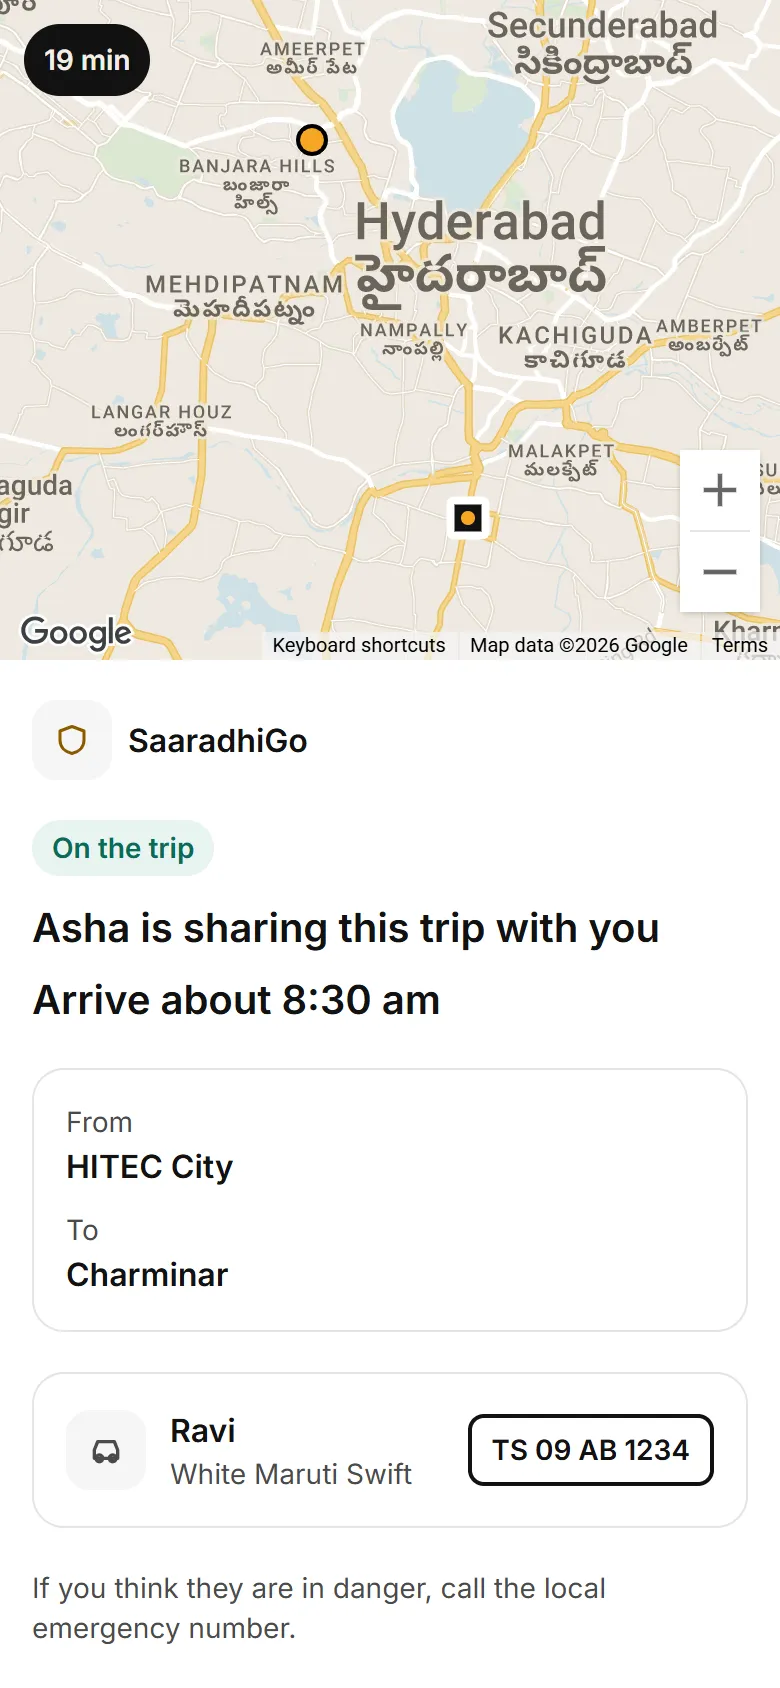 Secunderabad
సికింద్రాబాద్
19 min
AMEERPET
అమీర్ పేట
BANJARA HILLS
బంజారా
హిల్స్
Hyderabad
హైదరాబాద్
MEHDIPATNAM
మెహదీపట్నం
NAMPALLY
నాంపల్లి
KACHIGUDA
కాచిగూడ
AMBERPET
అంబర్పేట్
LANGAR HOUZ
లంగర్‌హౌస్
MALAKPET
మలక్పేట్
aguda
gir
గూడ
Google
Keyboard shortcuts
Map data ©2026 Google
Terms
SaaradhiGo
On the trip
Asha is sharing this trip with you
Arrive about 8:30 am
From
HITEC City
To
Charminar
Ravi
White Maruti Swift
TS 09 AB 1234
If you think they are in danger, call the local
emergency number.